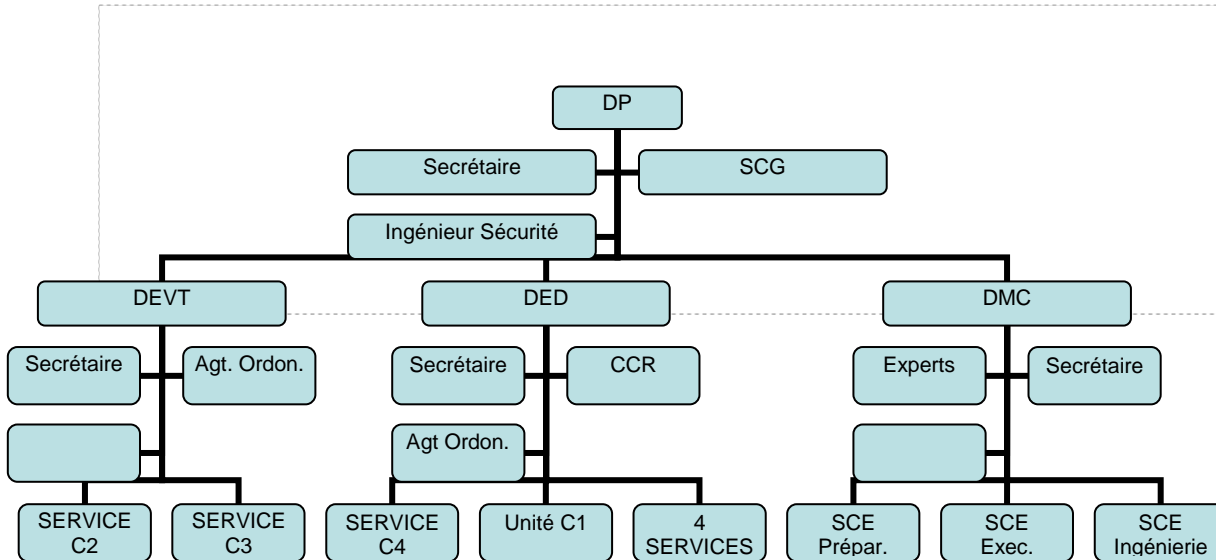 DP
Secrétaire
SCG
Ingénieur Sécurité
DEVT
DED
DMC
Secrétaire
Agt. Ordon.
Secrétaire
CCR
Experts
Secrétaire
Agt Ordon.
SERVICE
C2
SERVICE
C3
SERVICE
C4
Unité C1
4
SERVICES
SCE
Prépar.
SCE
Exec.
SCE
Ingénierie